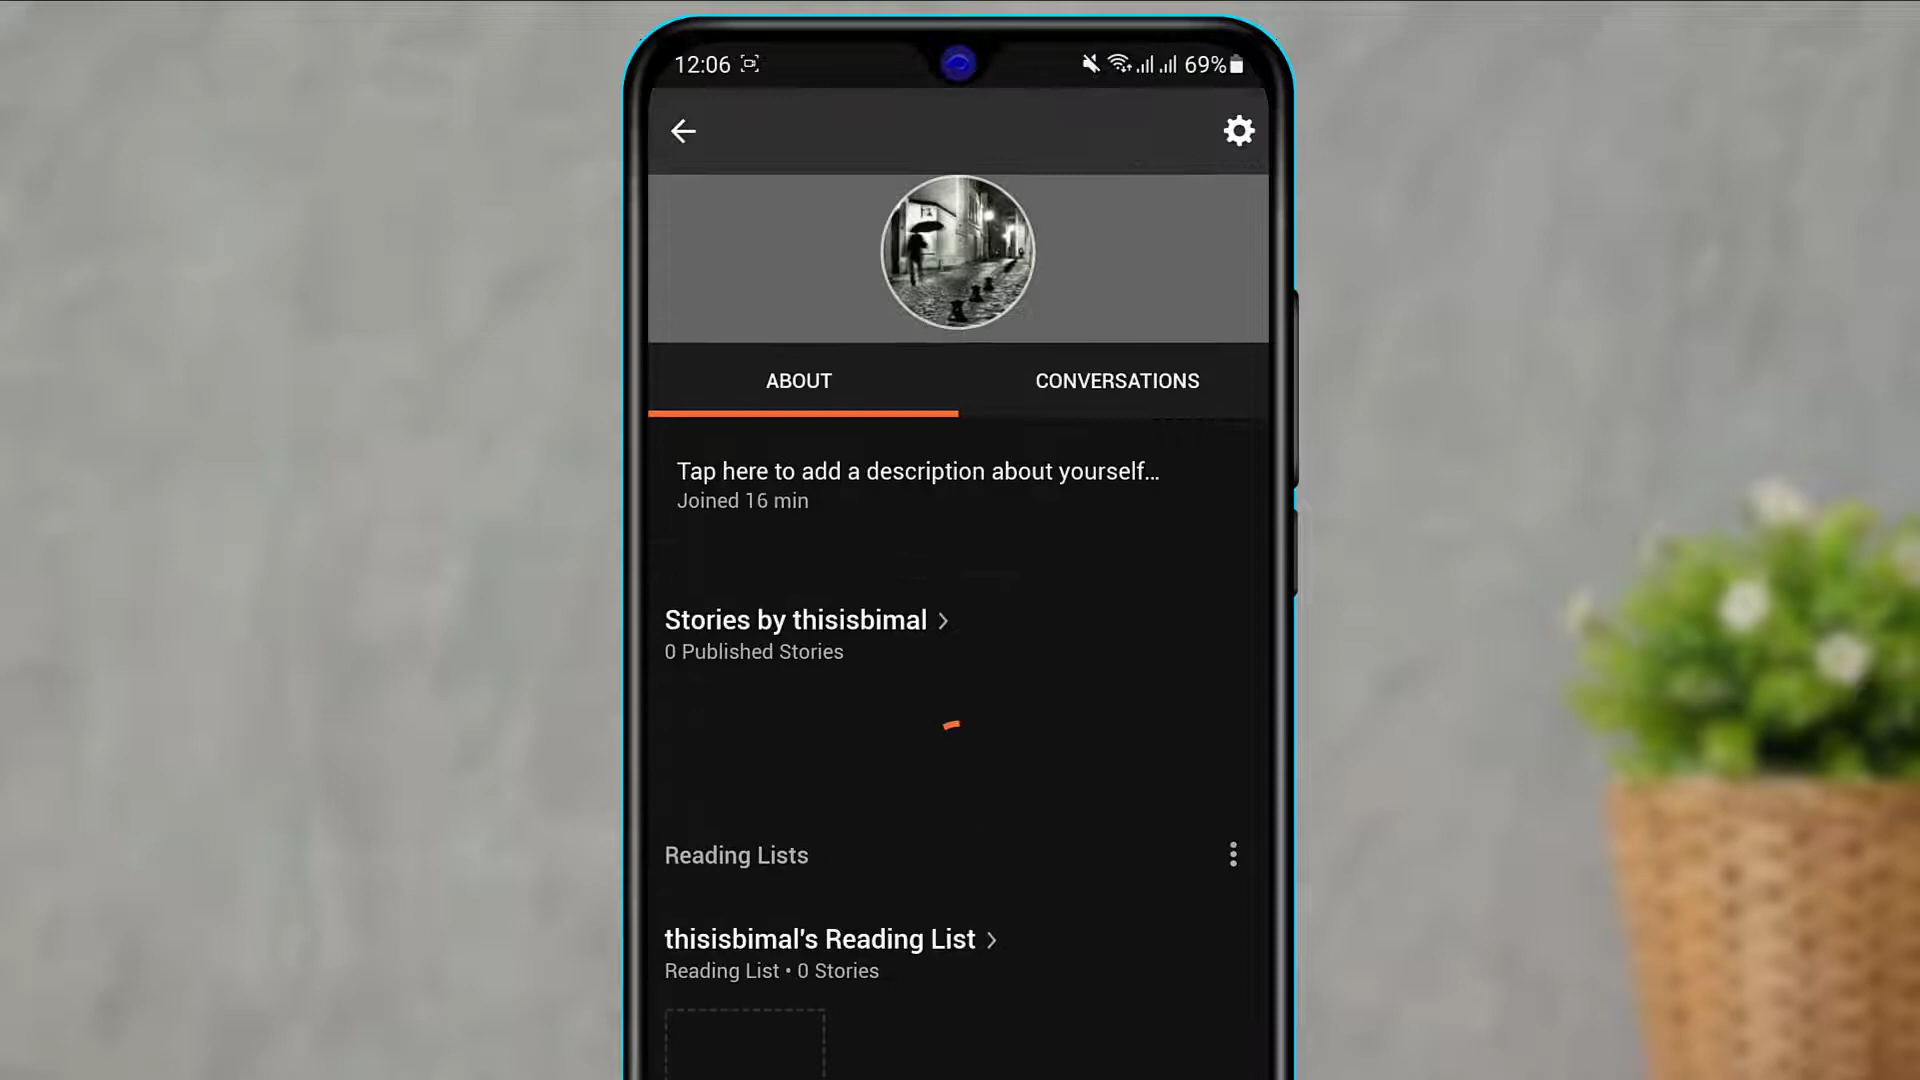 12:06
69%
ABOUT
CONVERSATIONS
Tap here to add a description about yourself...
Joined 16 min
Stories by thisisbimal
0 Published Stories
Reading Lists
thisisbimal's Reading List
Reading List • 0 Stories